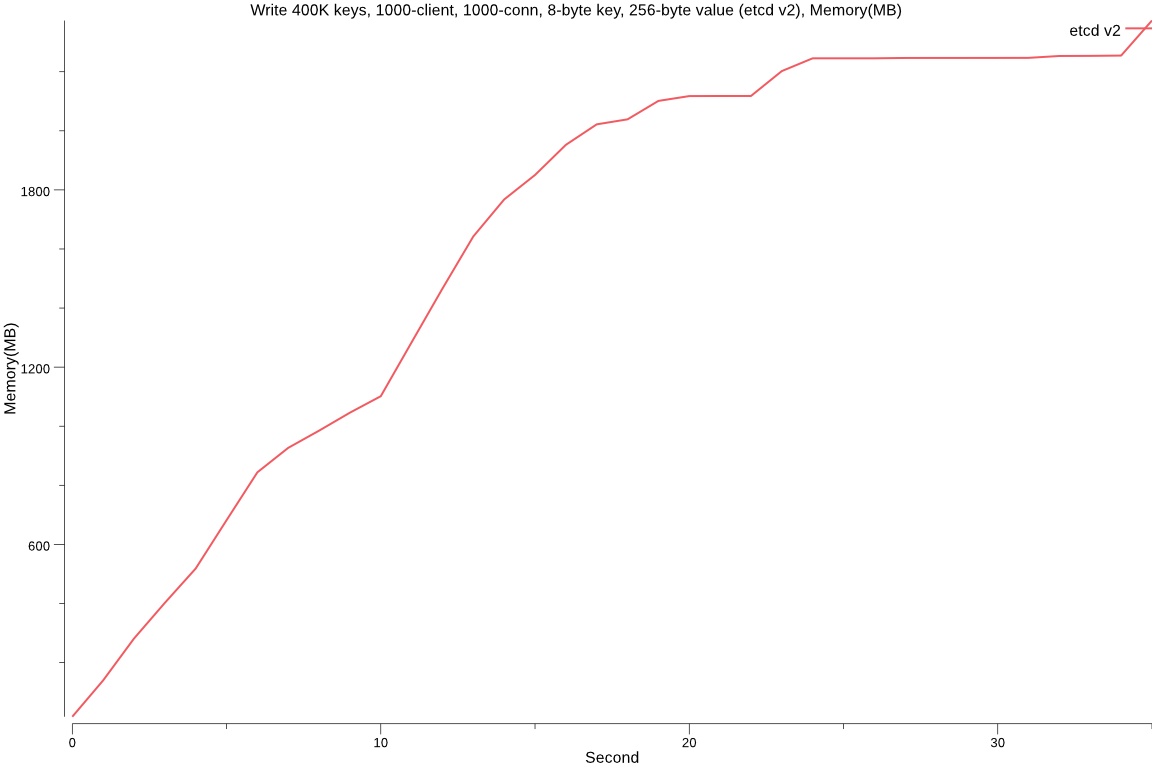 Write 400K keys, 1000-client, 1000-conn, 8-byte key, 256-byte value (etcd v2), Memory(MB)
etcd v2
1800
1200
600
Memory(MB)
0 10 20 30
Second